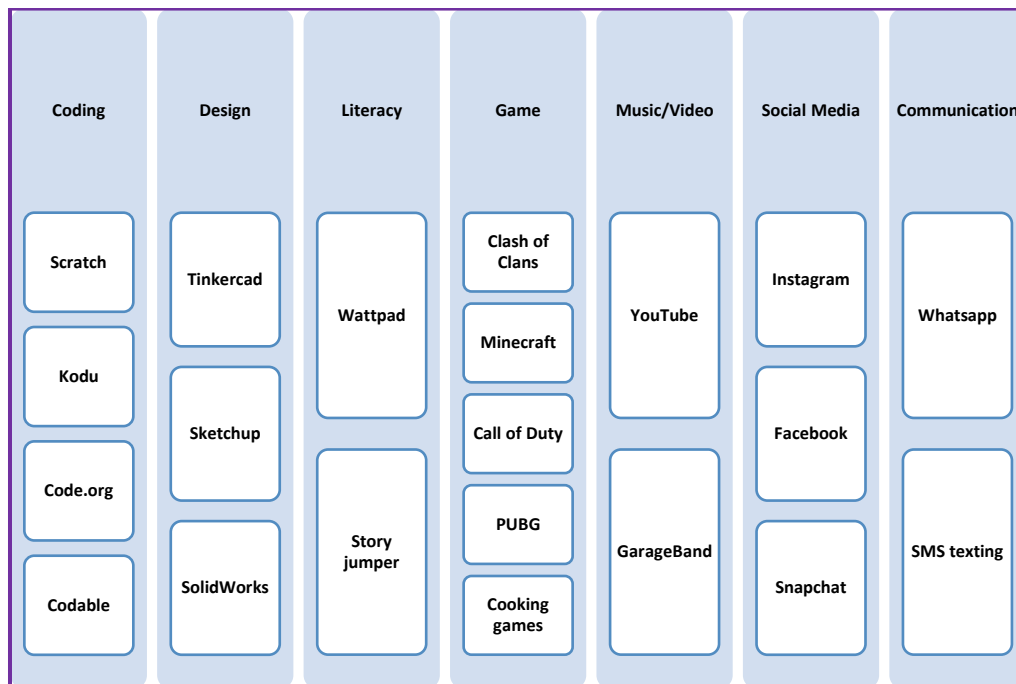 Coding
Design
Literacy
Game
Music/Video
Social Media
Communication
Scratch
Kodu
Code.org
Codable
Tinkercad
Sketchup
SolidWorks
Wattpad
Story
jumper
Clash of
Clans
Minecraft
Call of Duty
PUBG
Cooking
games
YouTube
GarageBand
Instagram
Facebook
Snapchat
Whatsapp
SMS texting